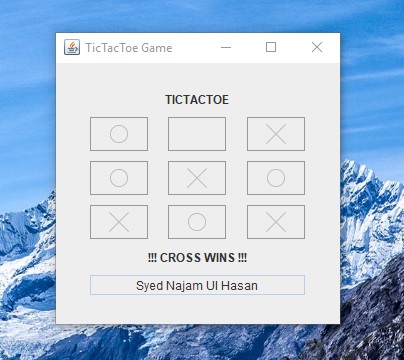 TicTacToe Game
TICTACTOE
!!! CROSS WINS !!!
Syed Najam Ul Hasan